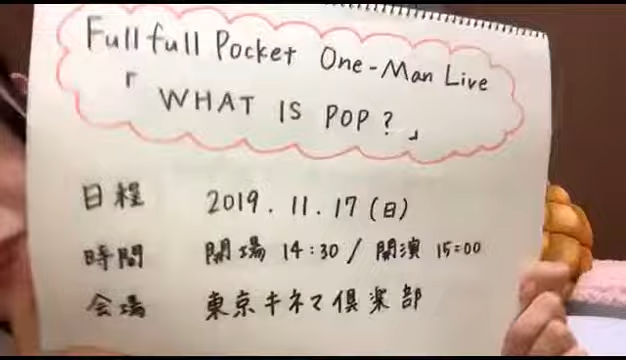 Fullfull Pocket One-Man Live
「WHAT IS POP?」
日程 2019.11.17(日)
時間 開場 14:30 / 開演 15:00
会場 東京キネマ倶楽部